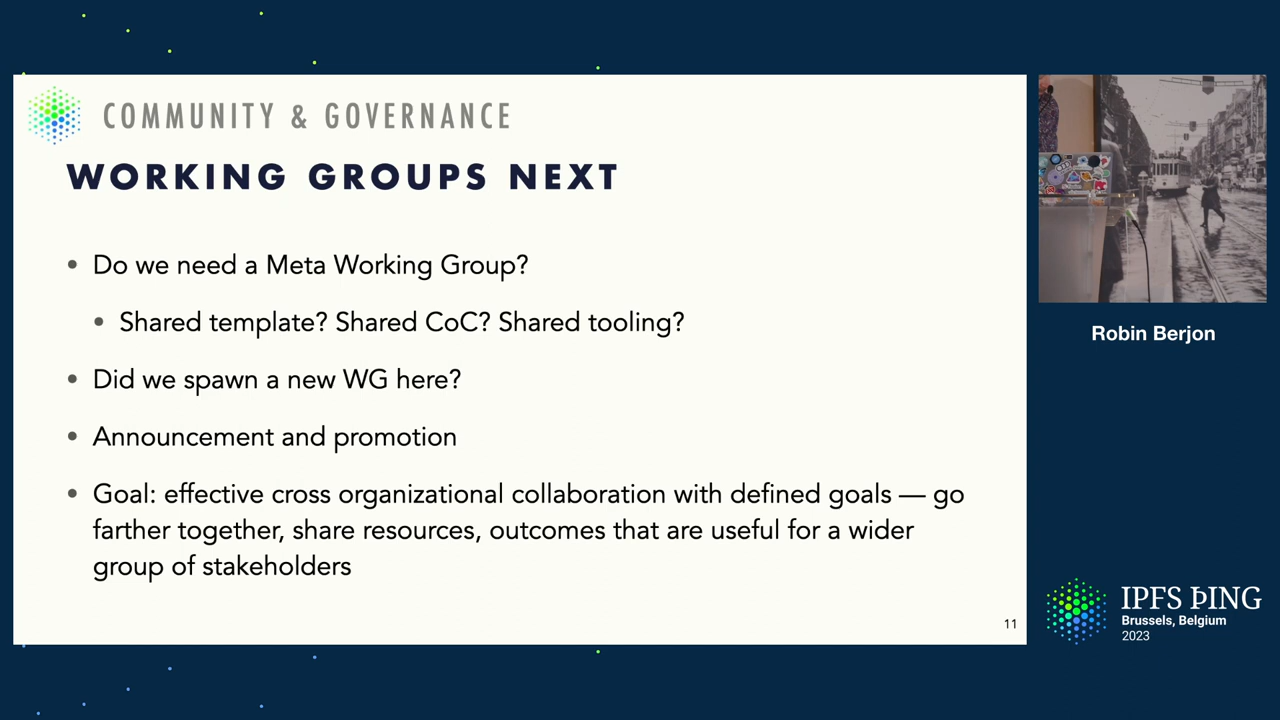 COMMUNITY & GOVERNANCE
WORKING GROUPS NEXT
• Do we need a Meta Working Group?
• Shared template? Shared CoC? Shared tooling?
• Did we spawn a new WG here?
• Announcement and promotion
• Goal: effective cross organizational collaboration with defined goals — go
farther together, share resources, outcomes that are useful for a wider
group of stakeholders
11
Robin Berjon
IPFS ÞING
Brussels, Belgium
2023